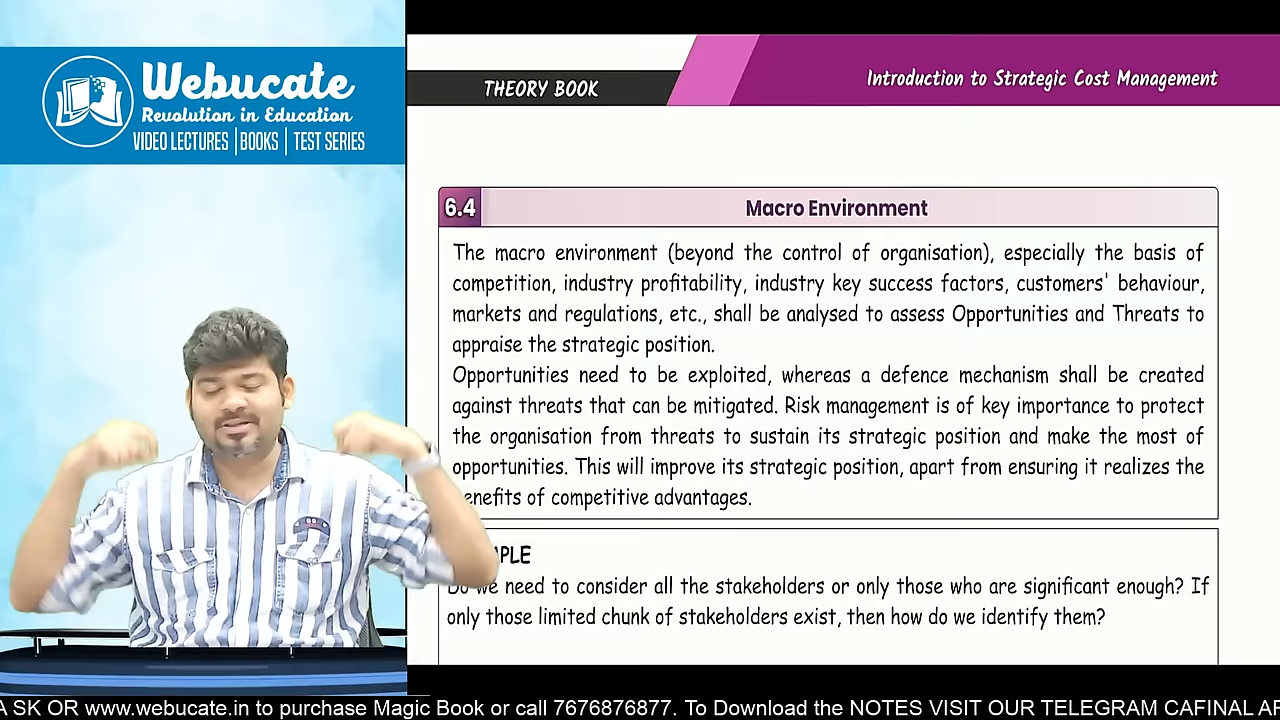 Webucate
Revolution in Education
VIDEO LECTURES | BOOKS | TEST SERIES
THEORY BOOK
Introduction to Strategic Cost Management
6.4 Macro Environment
The macro environment (beyond the control of organisation), especially the basis of
competition, industry profitability, industry key success factors, customers' behaviour,
markets and regulations, etc., shall be analysed to assess Opportunities and Threats to
appraise the strategic position.
Opportunities need to be exploited, whereas a defence mechanism shall be created
against threats that can be mitigated. Risk management is of key importance to protect
the organisation from threats to sustain its strategic position and make the most of
opportunities. This will improve its strategic position, apart from ensuring it realizes the
enefits of competitive advantages.
PLE
we need to consider all the stakeholders or only those who are significant enough? If
only those limited chunk of stakeholders exist, then how do we identify them?
A SK OR www.webucate.in to purchase Magic Book or call 7676876877. To Download the NOTES VISIT OUR TELEGRAM CAFINAL